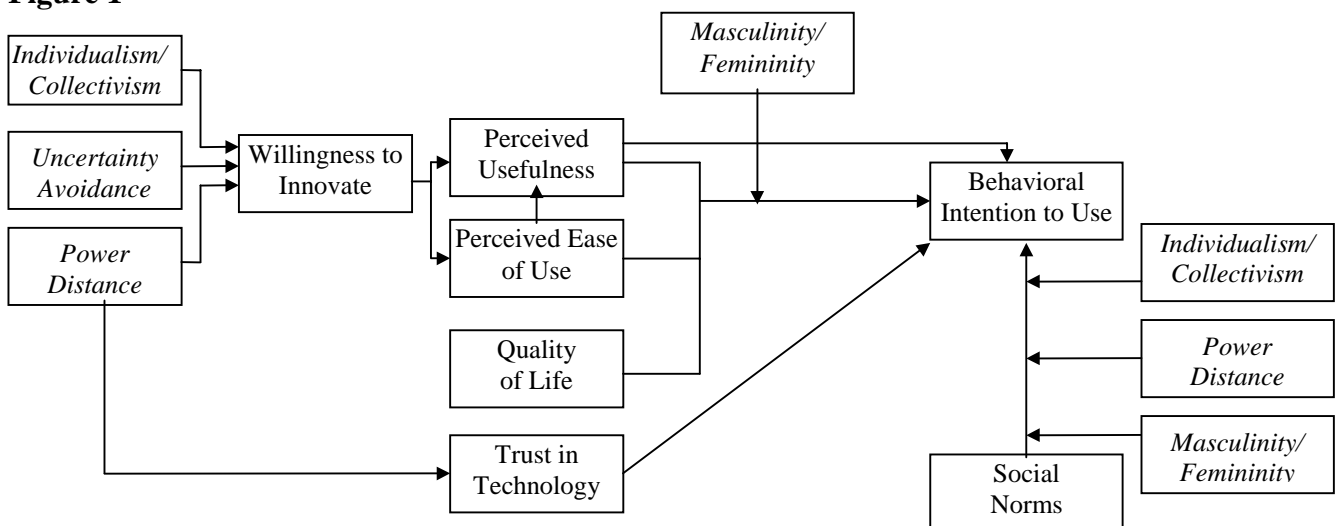 Figure 1
Individualism/
Collectivism
Uncertainty
Avoidance
Power
Distance
Willingness to
Innovate
Perceived
Usefulness
Perceived Ease
of Use
Quality
of Life
Trust in
Technology
Masculinity/
Femininity
Behavioral
Intention to Use
Social
Norms
Individualism/
Collectivism
Power
Distance
Masculinity/
Femininity